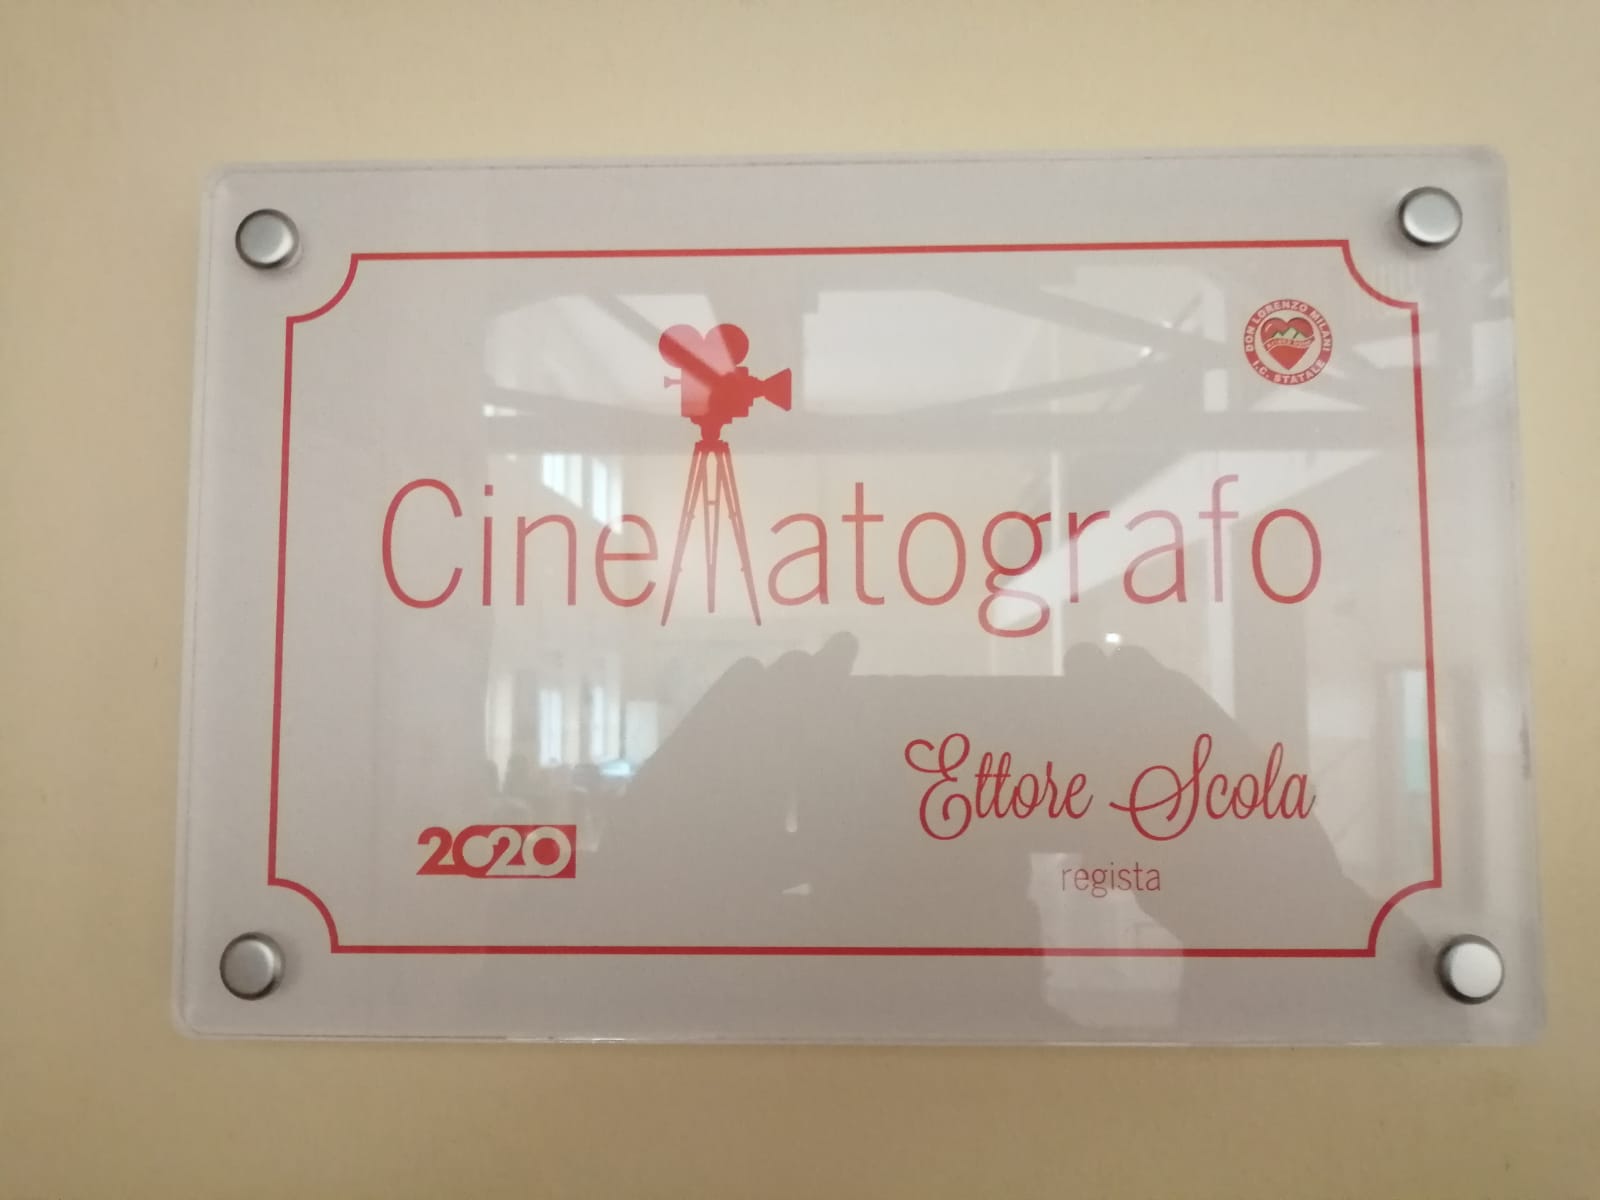 DON LORENZO MILANI
I.C. STATALE
CineMatografo
Ettore Scola
regista
2020